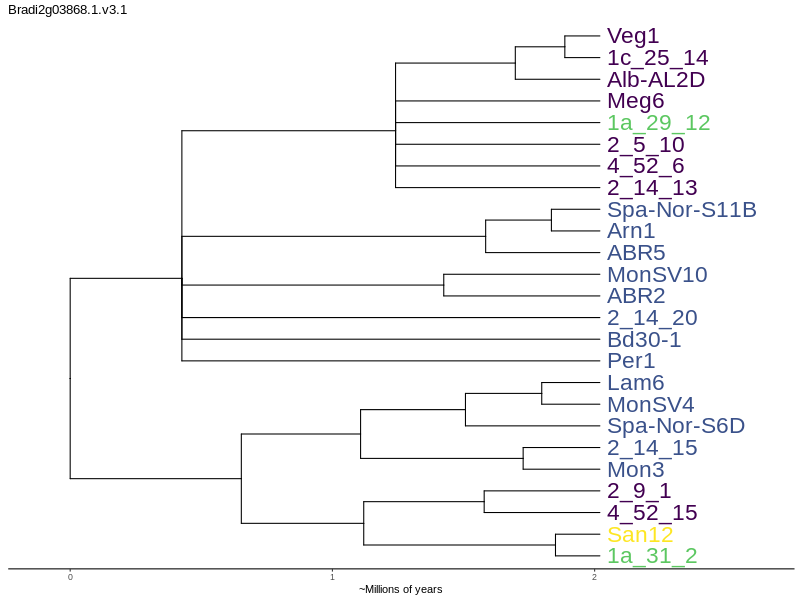 Bradi2g03868.1.v3.1
Veg1
1c_25_14
Alb-AL2D
Meg6
1a_29_12
2_5_10
4_52_6
2_14_13
Spa-Nor-S11B
Arn1
ABR5
MonSV10
ABR2
2_14_20
Bd30-1
Per1
Lam6
MonSV4
Spa-Nor-S6D
2_14_15
Mon3
2_9_1
4_52_15
San12
1a_31_2
0 1 2
~Millions of years